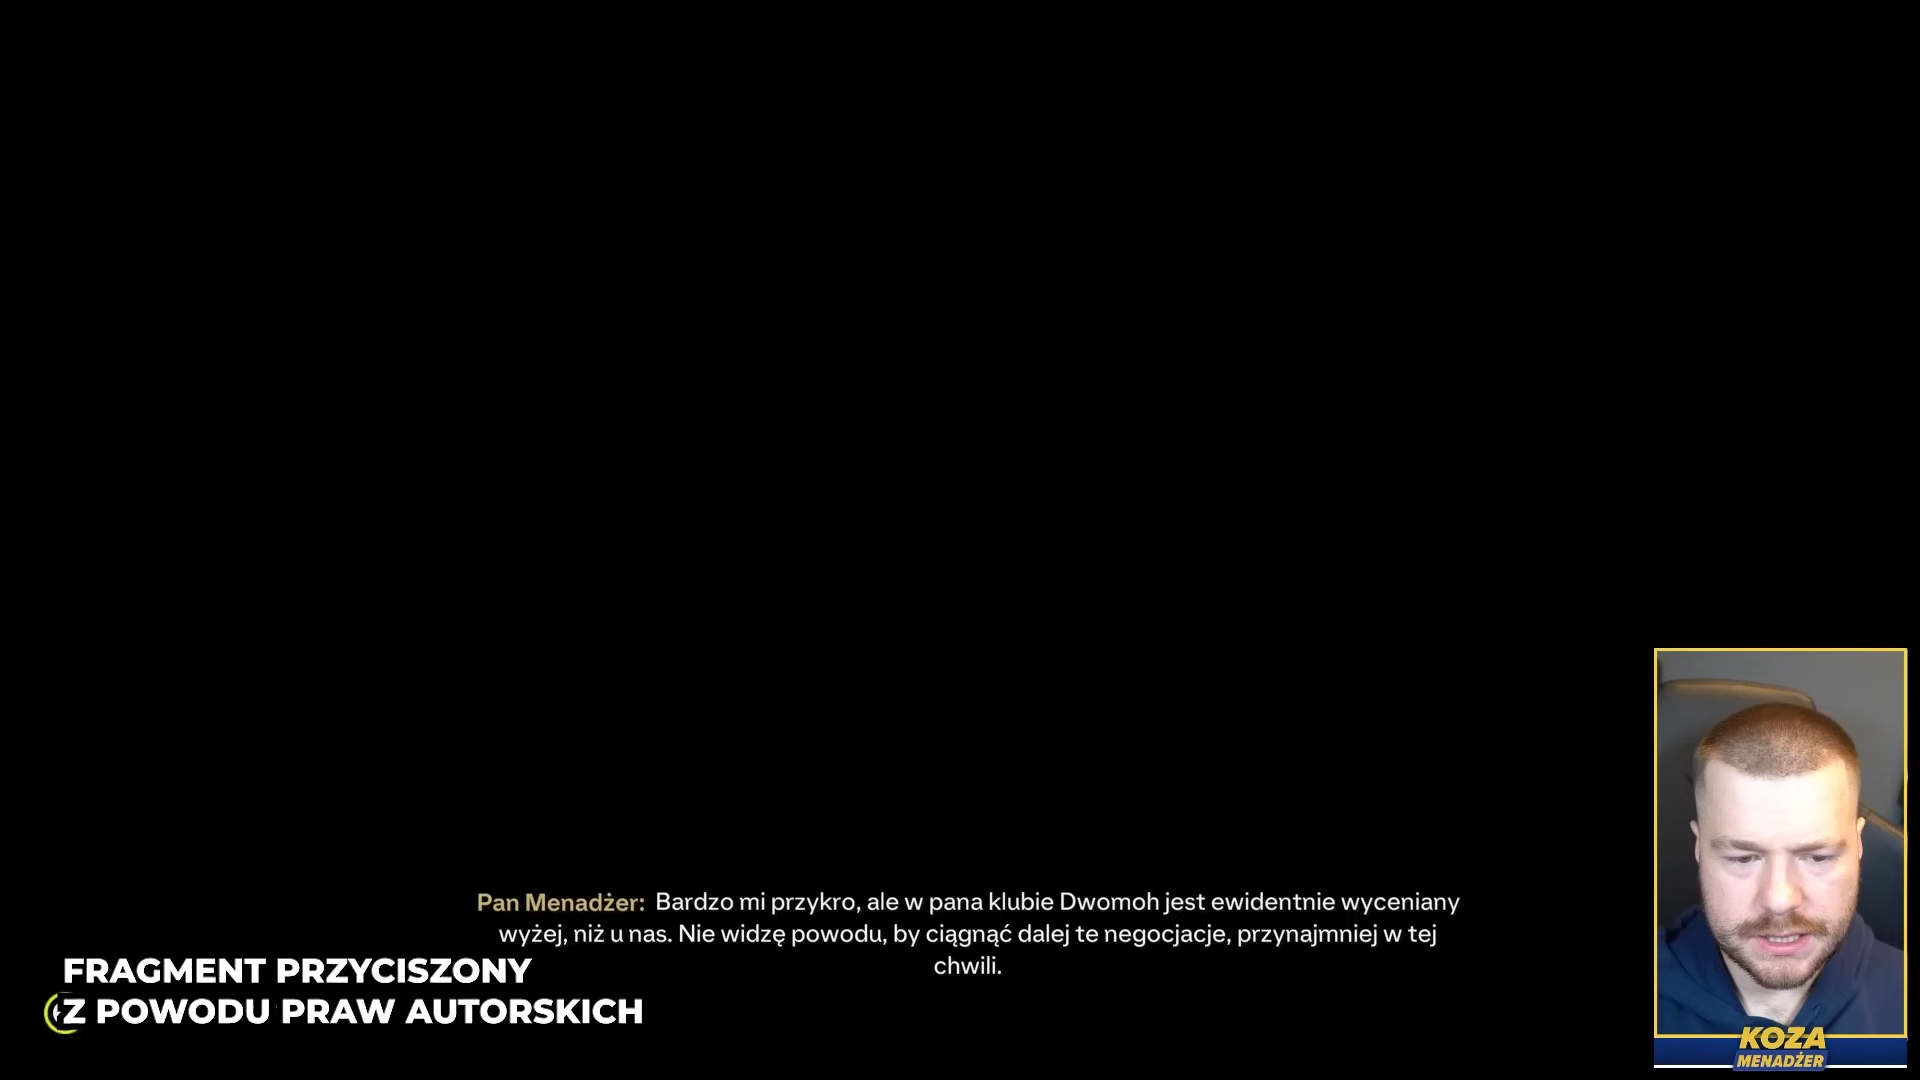 Pan Menadżer: Bardzo mi przykro, ale w pana klubie Dwomoh jest ewidentnie wyceniany
wyżej, niż u nas. Nie widzę powodu, by ciągnąć dalej te negocjacje, przynajmniej w tej
chwili.
FRAGMENT PRZYCISZONY
Z POWODU PRAW AUTORSKICH
KOZA
MENADŻER